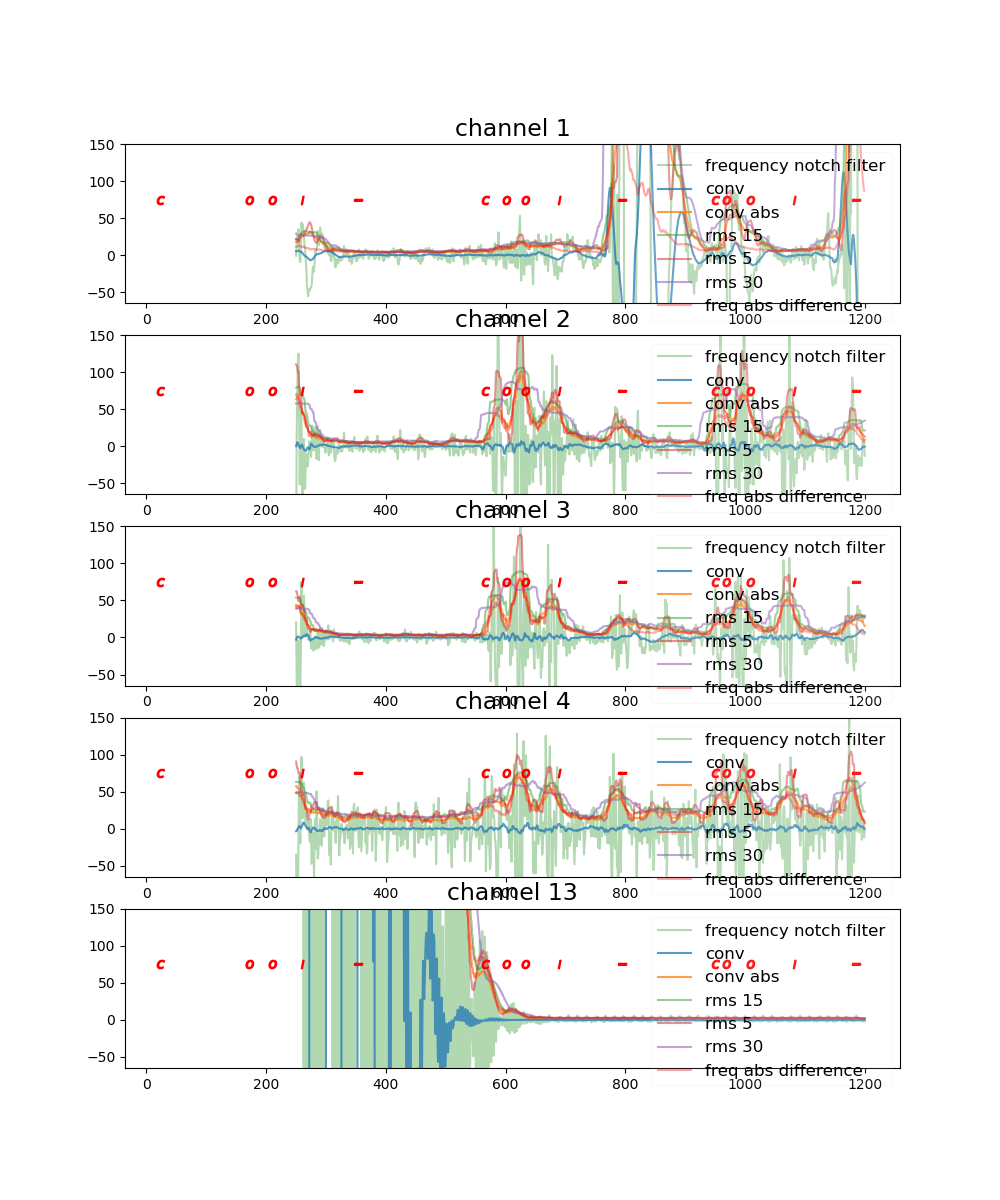 channel 1
150
100
50
0
−50
c o o ı - c o o ı - c o o ı -
frequency notch filter
conv
conv abs
rms 15
rms 5
rms 30
freq abs difference
0 200 400 600 800 1000 1200
channel 2
150
100
50
0
−50
c o o ı - c o o ı - c o o ı -
frequency notch filter
conv
conv abs
rms 15
rms 5
rms 30
freq abs difference
0 200 400 600 800 1000 1200
channel 3
150
100
50
0
−50
c o o ı - c o o ı - c o o ı -
frequency notch filter
conv
conv abs
rms 15
rms 5
rms 30
freq abs difference
0 200 400 600 800 1000 1200
channel 4
150
100
50
0
−50
c o o ı - c o o ı - c o o ı -
frequency notch filter
conv
conv abs
rms 15
rms 5
rms 30
freq abs difference
0 200 400 600 800 1000 1200
channel 13
150
100
50
0
−50
c o o ı - c o o ı - c o o ı -
frequency notch filter
conv
conv abs
rms 15
rms 5
rms 30
freq abs difference
0 200 400 600 800 1000 1200